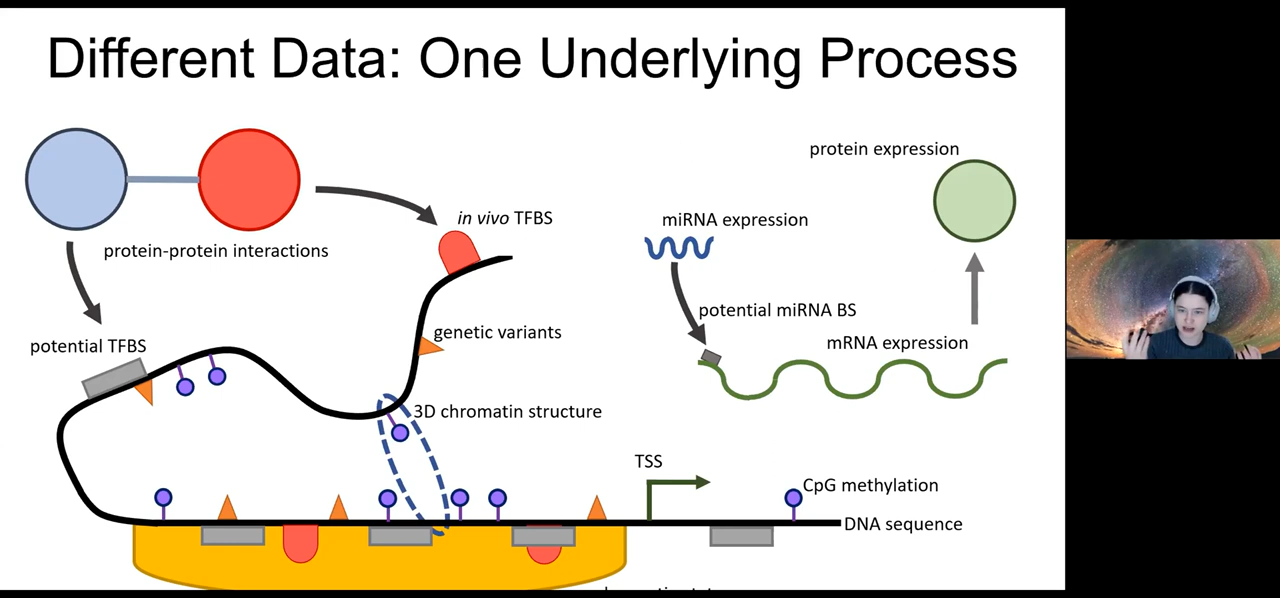 Different Data: One Underlying Process
protein expression
in vivo TFBS
miRNA expression
protein-protein interactions
potential miRNA BS
genetic variants
potential TFBS
mRNA expression
3D chromatin structure
TSS
CpG methylation
DNA sequence